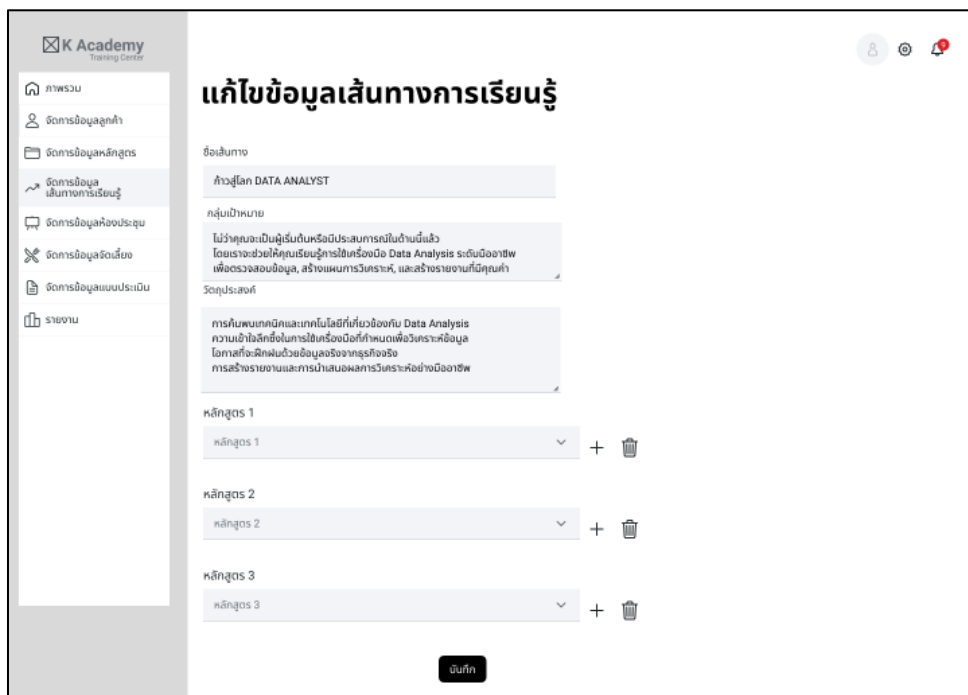 K Academy
Training Center
ภาพรวม
จัดการข้อมูลลูกค้า
จัดการข้อมูลหลักสูตร
จัดการข้อมูล
เส้นทางการเรียนรู้
จัดการข้อมูลห้องประชุม
จัดการข้อมูลจัดเลี้ยง
จัดการข้อมูลแบบประเมิน
รายงาน
แก้ไขข้อมูลเส้นทางการเรียนรู้
ชื่อเส้นทาง
ก้าวสู่โลก DATA ANALYST
กลุ่มเป้าหมาย
ไม่ว่าคุณจะเป็นผู้เริ่มต้นหรือมีประสบการณ์ในด้านนี้แล้ว
โดยเราจะช่วยให้คุณเรียนรู้การใช้เครื่องมือ Data Analysis ระดับมืออาชีพ
เพื่อตรวจสอบข้อมูล, สร้างแผนการวิเคราะห์, และสร้างรายงานที่มีคุณค่า
วัตถุประสงค์
การค้นพบเทคนิคและเทคโนโลยีที่เกี่ยวข้องกับ Data Analysis
ความเข้าใจลึกซึ้งในการใช้เครื่องมือที่กำหนดเพื่อวิเคราะห์ข้อมูล
โอกาสที่จะฝึกฝนด้วยข้อมูลจริงจากธุรกิจจริง
การสร้างรายงานและการนำเสนอผลการวิเคราะห์อย่างมืออาชีพ
หลักสูตร 1
หลักสูตร 1
หลักสูตร 2
หลักสูตร 2
หลักสูตร 3
หลักสูตร 3
บันทึก